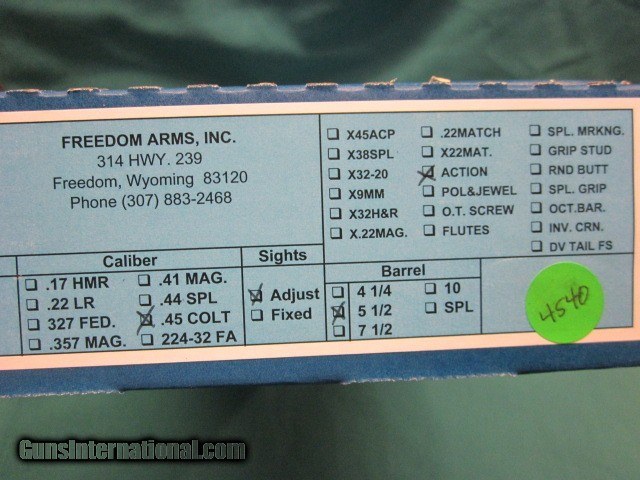 FREEDOM ARMS, INC.
314 HWY. 239
Freedom, Wyoming 83120
Phone (307) 883-2468
X45ACP
X38SPL
X32-20
X9MM
X32H&R
X.22MAG.
.22MATCH
X22MAT.
ACTION
POL&JEWEL
O.T. SCREW
FLUTES
SPL. MRKNG.
GRIP STUD
RND BUTT
SPL. GRIP
OCT.BAR.
INV. CRN.
DV TAIL FS
Caliber
.17 HMR
.22 LR
327 FED.
.357 MAG.
.41 MAG.
.44 SPL
.45 COLT
224-32 FA
Sights
Adjust
Fixed
Barrel
4 1/4
5 1/2
7 1/2
10
SPL
4540
GunsInternational.com